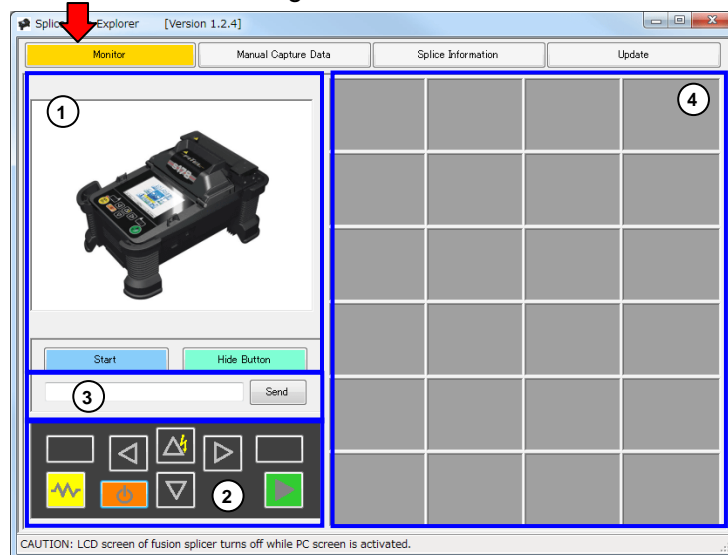 Explorer [Version 1.2.4]
Monitor
Manual Capture Data
Splice Information
Update
1
4
Start
Hide Button
3
Send
2
CAUTION: LCD screen of fusion splicer turns off while PC screen is activated.